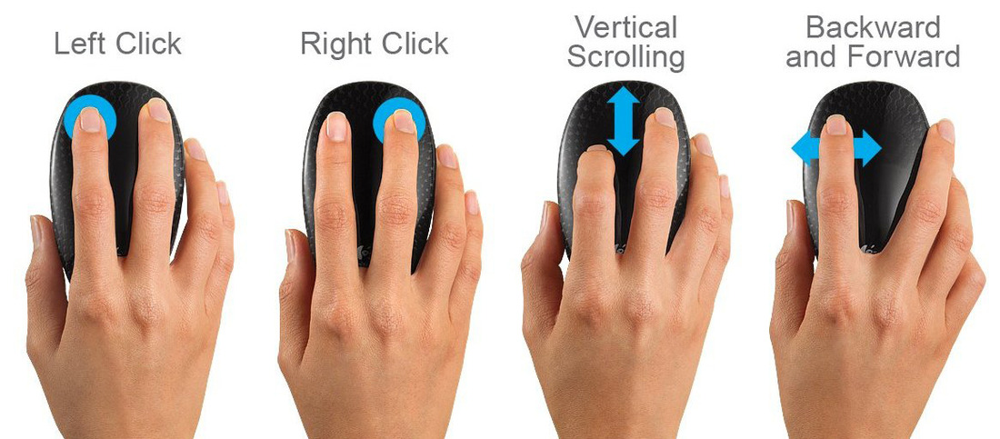 Left Click
Right Click
Vertical
Scrolling
Backward
and Forward